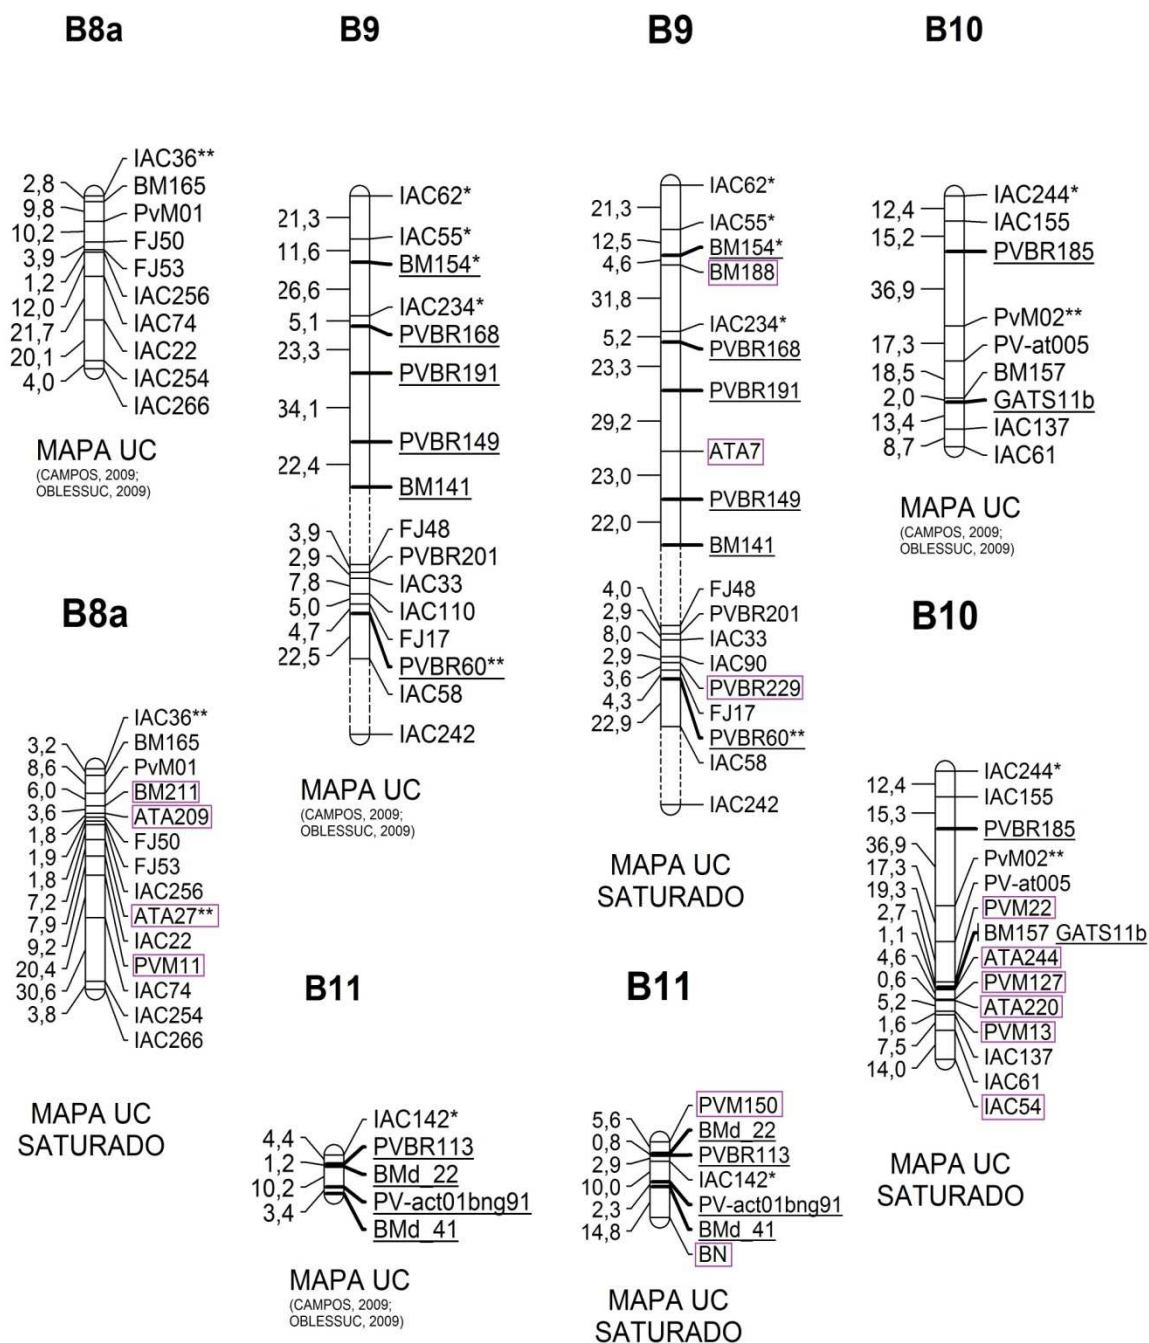 B8a
2,8
9,8
10,2
3,9
1,2
12,0
21,7
20,1
4,0
IAC36**
BM165
PvM01
FJ50
FJ53
IAC256
IAC74
IAC22
IAC254
IAC266
MAPA UC
(CAMPOS, 2009;
OBLESSUC, 2009)
B9
21,3
11,6
26,6
5,1
23,3
34,1
22,4
3,9
2,9
7,8
5,0
4,7
22,5
IAC62*
IAC55*
BM154*
IAC234*
PVBR168
PVBR191
PVBR149
BM141
FJ48
PVBR201
IAC33
IAC110
FJ17
PVBR60**
IAC58
IAC242
MAPA UC
(CAMPOS, 2009;
OBLESSUC, 2009)
B9
21,3
12,5
4,6
31,8
5,2
23,3
29,2
23,0
22,0
4,0
2,9
8,0
2,9
3,6
4,3
22,9
IAC62*
IAC55*
BM154*
BM188
IAC234*
PVBR168
PVBR191
ATA7
PVBR149
BM141
FJ48
PVBR201
IAC33
IAC90
PVBR229
FJ17
PVBR60**
IAC58
IAC242
MAPA UC
SATURADO
B10
12,4
15,2
36,9
17,3
18,5
2,0
13,4
8,7
IAC244*
IAC155
PVBR185
PvM02**
PV-at005
BM157
GATS11b
IAC137
IAC61
MAPA UC
(CAMPOS, 2009;
OBLESSUC, 2009)
B8a
3,2
8,6
6,0
3,6
1,8
1,9
1,8
7,2
7,9
9,2
20,4
30,6
3,8
IAC36**
BM165
PvM01
BM211
ATA209
FJ50
FJ53
IAC256
ATA27**
IAC22
PVM11
IAC74
IAC254
IAC266
MAPA UC
SATURADO
B11
4,4
1,2
10,2
3,4
IAC142*
PVBR113
BMd_22
PV-act01bng91
BMd_41
MAPA UC
(CAMPOS, 2009;
OBLESSUC, 2009)
B11
5,6
0,8
2,9
10,0
2,3
14,8
PVM150
BMd_22
PVBR113
IAC142*
PV-act01bng91
BMd_41
BN
MAPA UC
SATURADO
B10
12,4
15,3
36,9
17,3
19,3
2,7
1,1
4,6
0,6
5,2
1,6
7,5
14,0
IAC244*
IAC155
PVBR185
PvM02**
PV-at005
PVM22
BM157 GATS11b
ATA244
PVM127
ATA220
PVM13
IAC137
IAC61
IAC54
MAPA UC
SATURADO